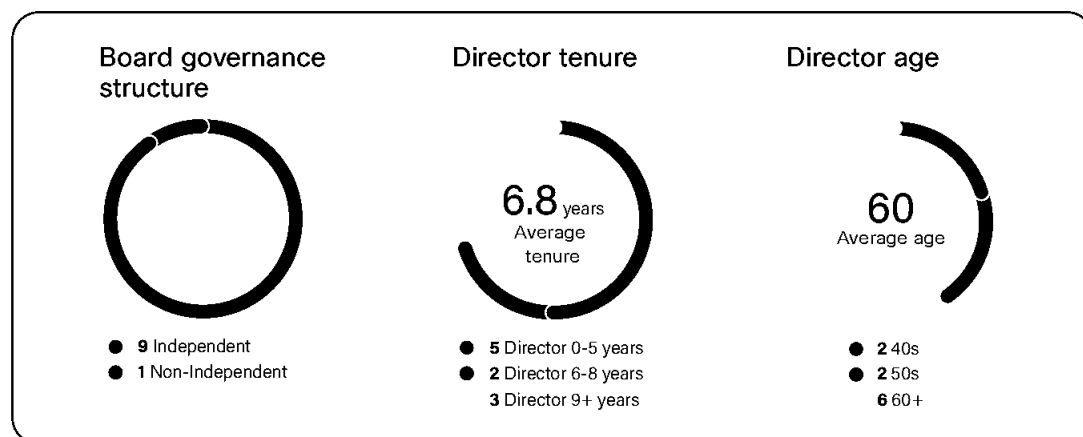 Board governance
structure
9 Independent
1 Non-Independent
Director tenure
6.8 years
Average
tenure
5 Director 0-5 years
2 Director 6-8 years
3 Director 9+ years
Director age
60
Average age
2 40s
2 50s
6 60+